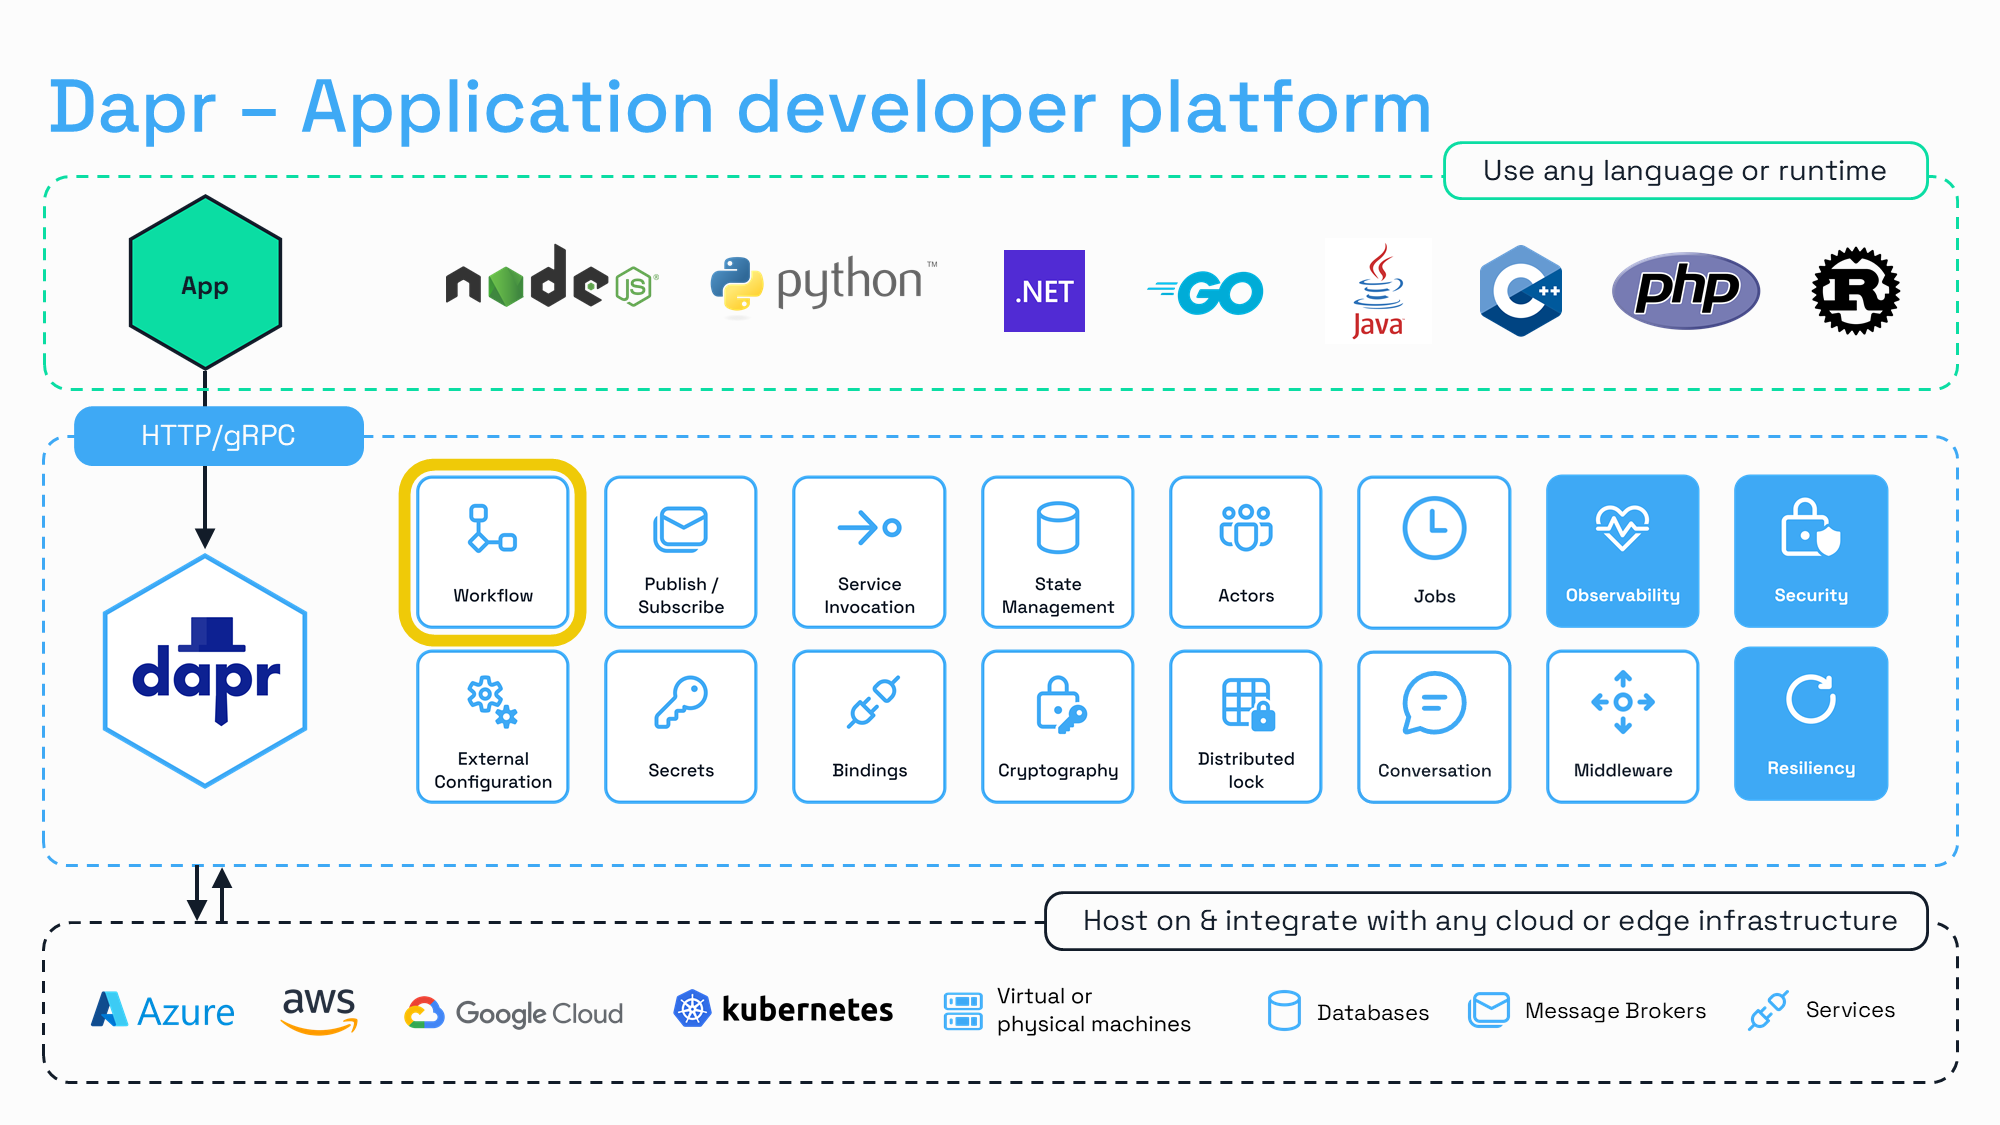 Dapr – Application developer platform
Use any language or runtime
App
node JS ®
python ™
.NET
GO
Java
C++
php
R
HTTP/gRPC
dapr
Workflow
Publish /
Subscribe
Service
Invocation
State
Management
Actors
Jobs
Observability
Security
External
Configuration
Secrets
Bindings
Cryptography
Distributed
lock
Conversation
Middleware
Resiliency
Host on & integrate with any cloud or edge infrastructure
Azure
aws
Google Cloud
kubernetes
Virtual or
physical machines
Databases
Message Brokers
Services